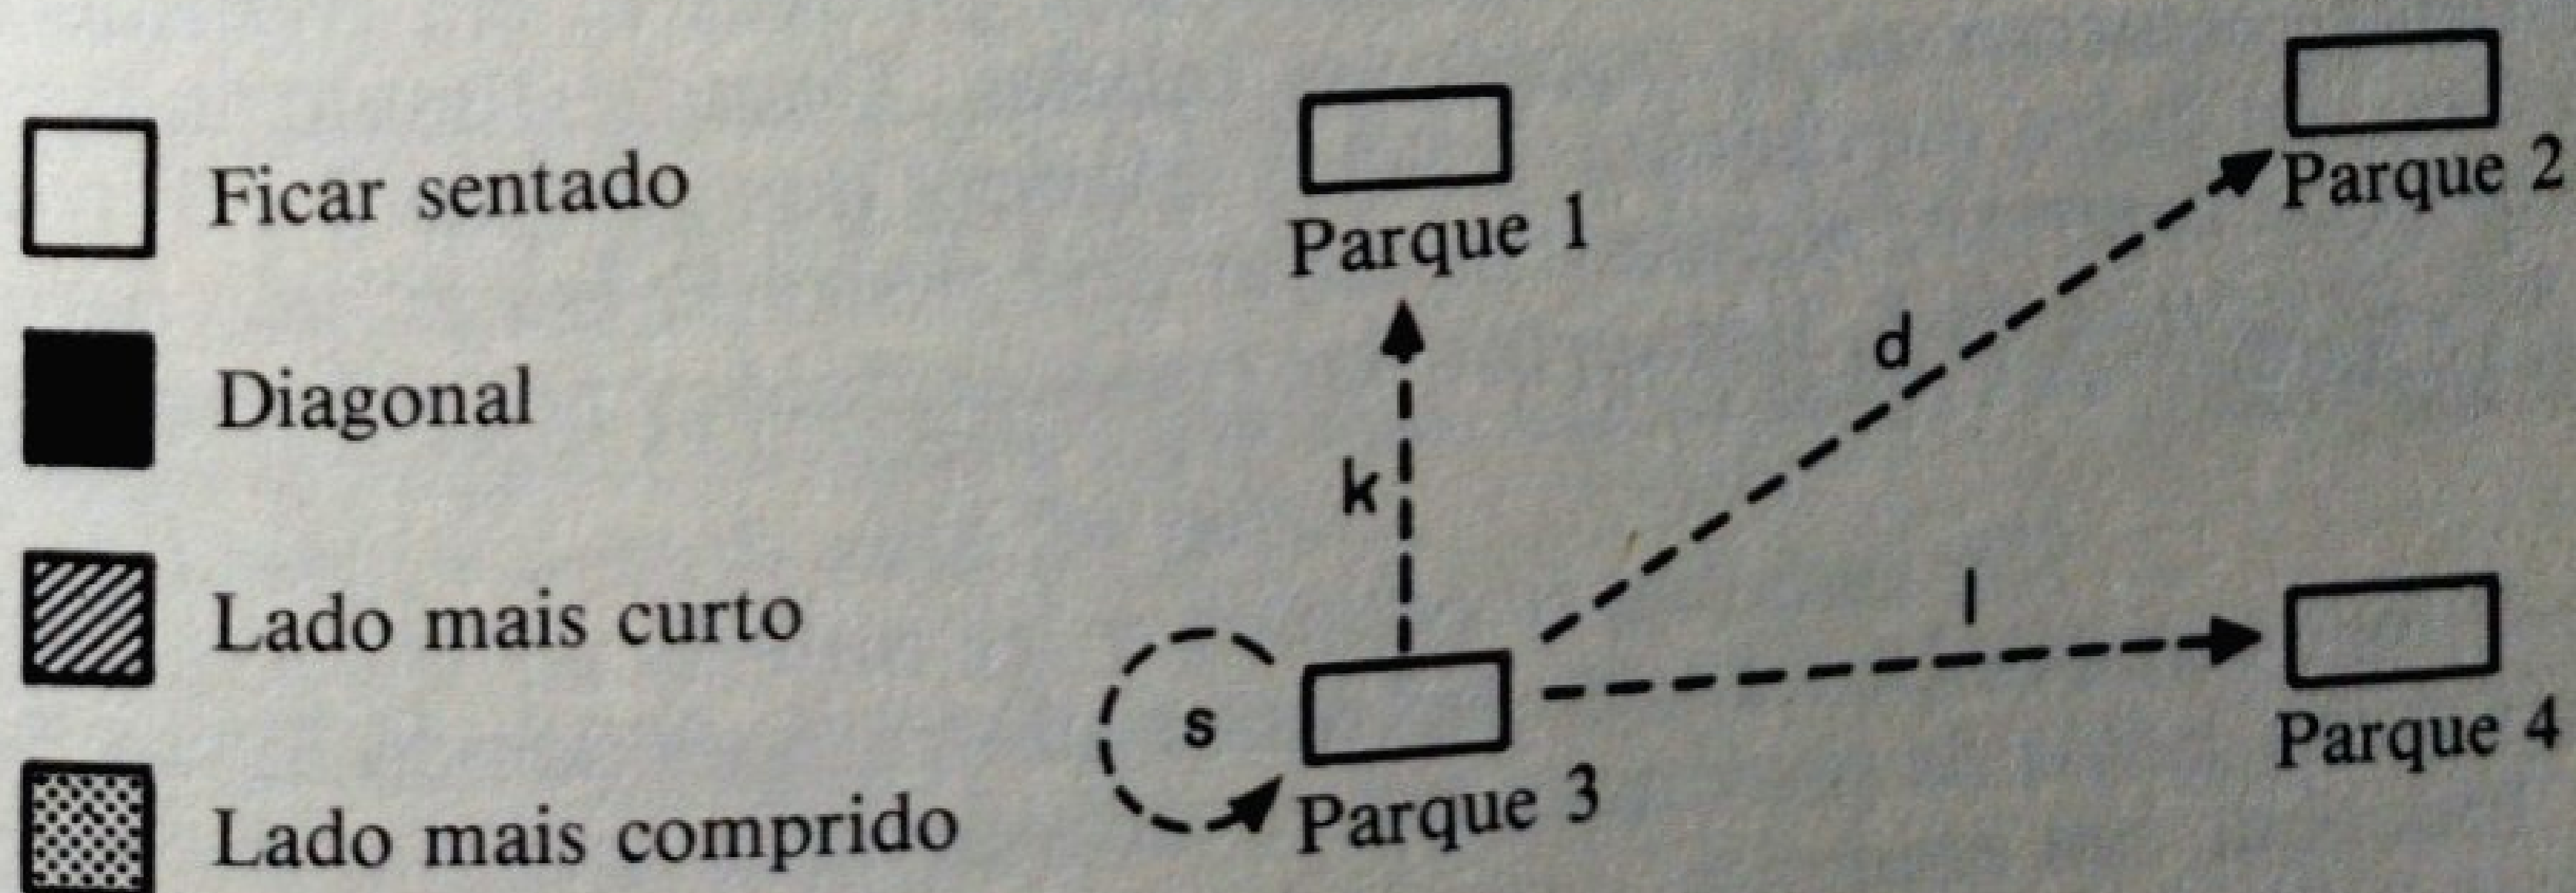 Ficar sentado
Diagonal
Lado mais curto
Lado mais comprido
Parque 1
Parque 2
d
k
l
s
Parque 3
Parque 4